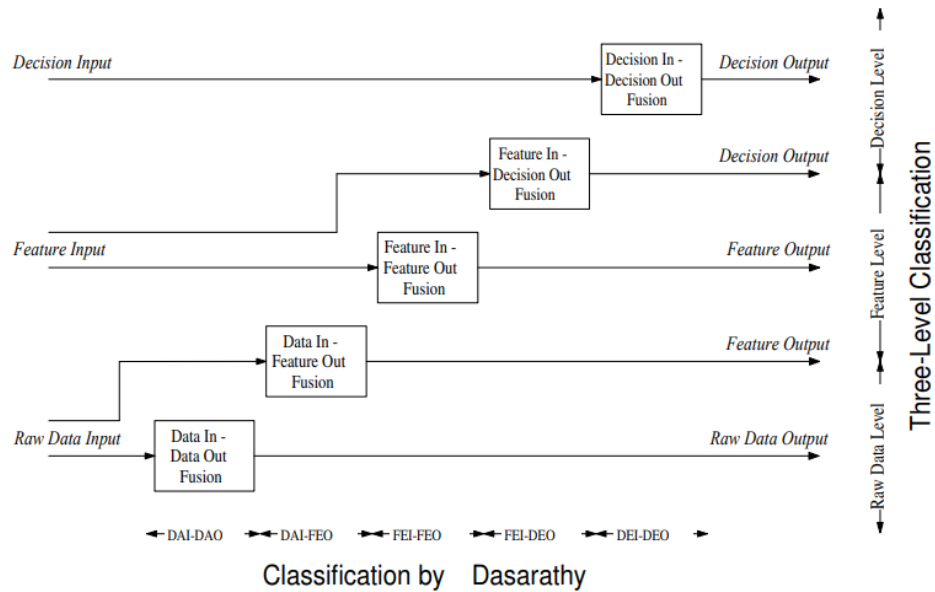 Decision Input
Decision In -
Decision Out
Fusion
Decision Output
Feature In -
Decision Out
Fusion
Decision Output
Feature Input
Feature In -
Feature Out
Fusion
Feature Output
Data In -
Feature Out
Fusion
Feature Output
Raw Data Input
Data In -
Data Out
Fusion
Raw Data Output
Decision Level
Feature Level
Raw Data Level
Three-Level Classification
DAI-DAO
DAI-FEO
FEI-FEO
FEI-DEO
DEI-DEO
Classification by Dasarathy